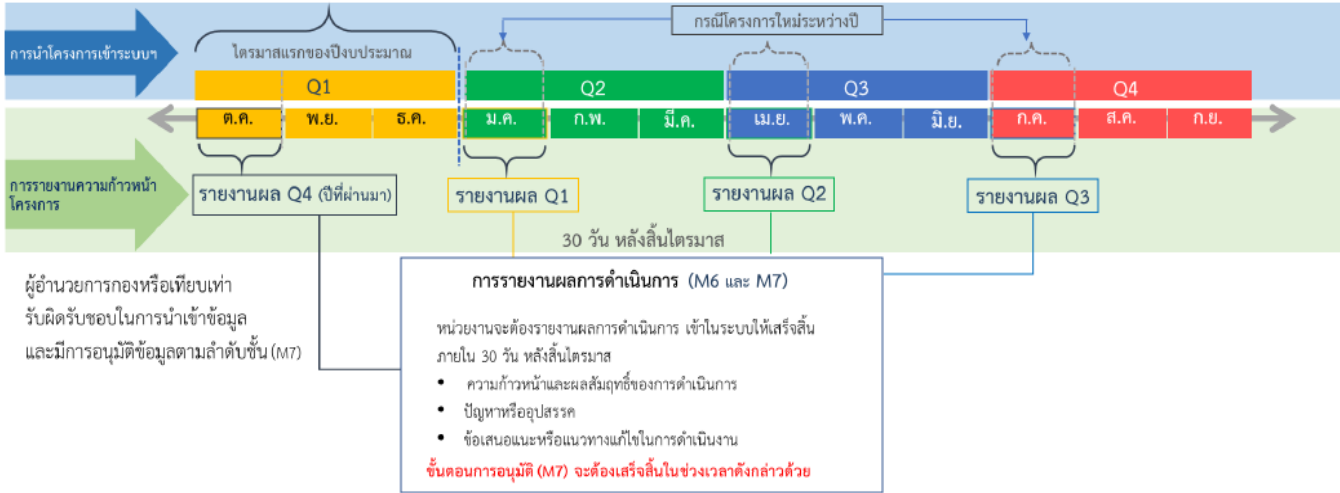 กรณีโครงการใหม่ระหว่างปี
การนำโครงการเข้าระบบฯ
ไตรมาสแรกของปีงบประมาณ
Q1 Q2 Q3 Q4
ต.ค. พ.ย. ธ.ค. ม.ค. ก.พ. มี.ค. เม.ย. พ.ค. มิ.ย. ก.ค. ส.ค. ก.ย.
การรายงานความก้าวหน้า
โครงการ
รายงานผล Q4 (ปีที่ผ่านมา)
รายงานผล Q1
รายงานผล Q2
รายงานผล Q3
30 วัน หลังสิ้นไตรมาส
ผู้อำนวยการกองหรือเทียบเท่า
รับผิดรับชอบในการนำเข้าข้อมูล
และมีการอนุมัติข้อมูลตามลำดับชั้น (M7)
การรายงานผลการดำเนินการ (M6 และ M7)
หน่วยงานจะต้องรายงานผลการดำเนินการ เข้าในระบบให้เสร็จสิ้น
ภายใน 30 วัน หลังสิ้นไตรมาส
• ความก้าวหน้าและผลสัมฤทธิ์ของการดำเนินการ
• ปัญหาหรืออุปสรรค
• ข้อเสนอแนะหรือแนวทางแก้ไขในการดำเนินงาน
ขั้นตอนการอนุมัติ (M7) จะต้องเสร็จสิ้นในช่วงเวลาดังกล่าวด้วย